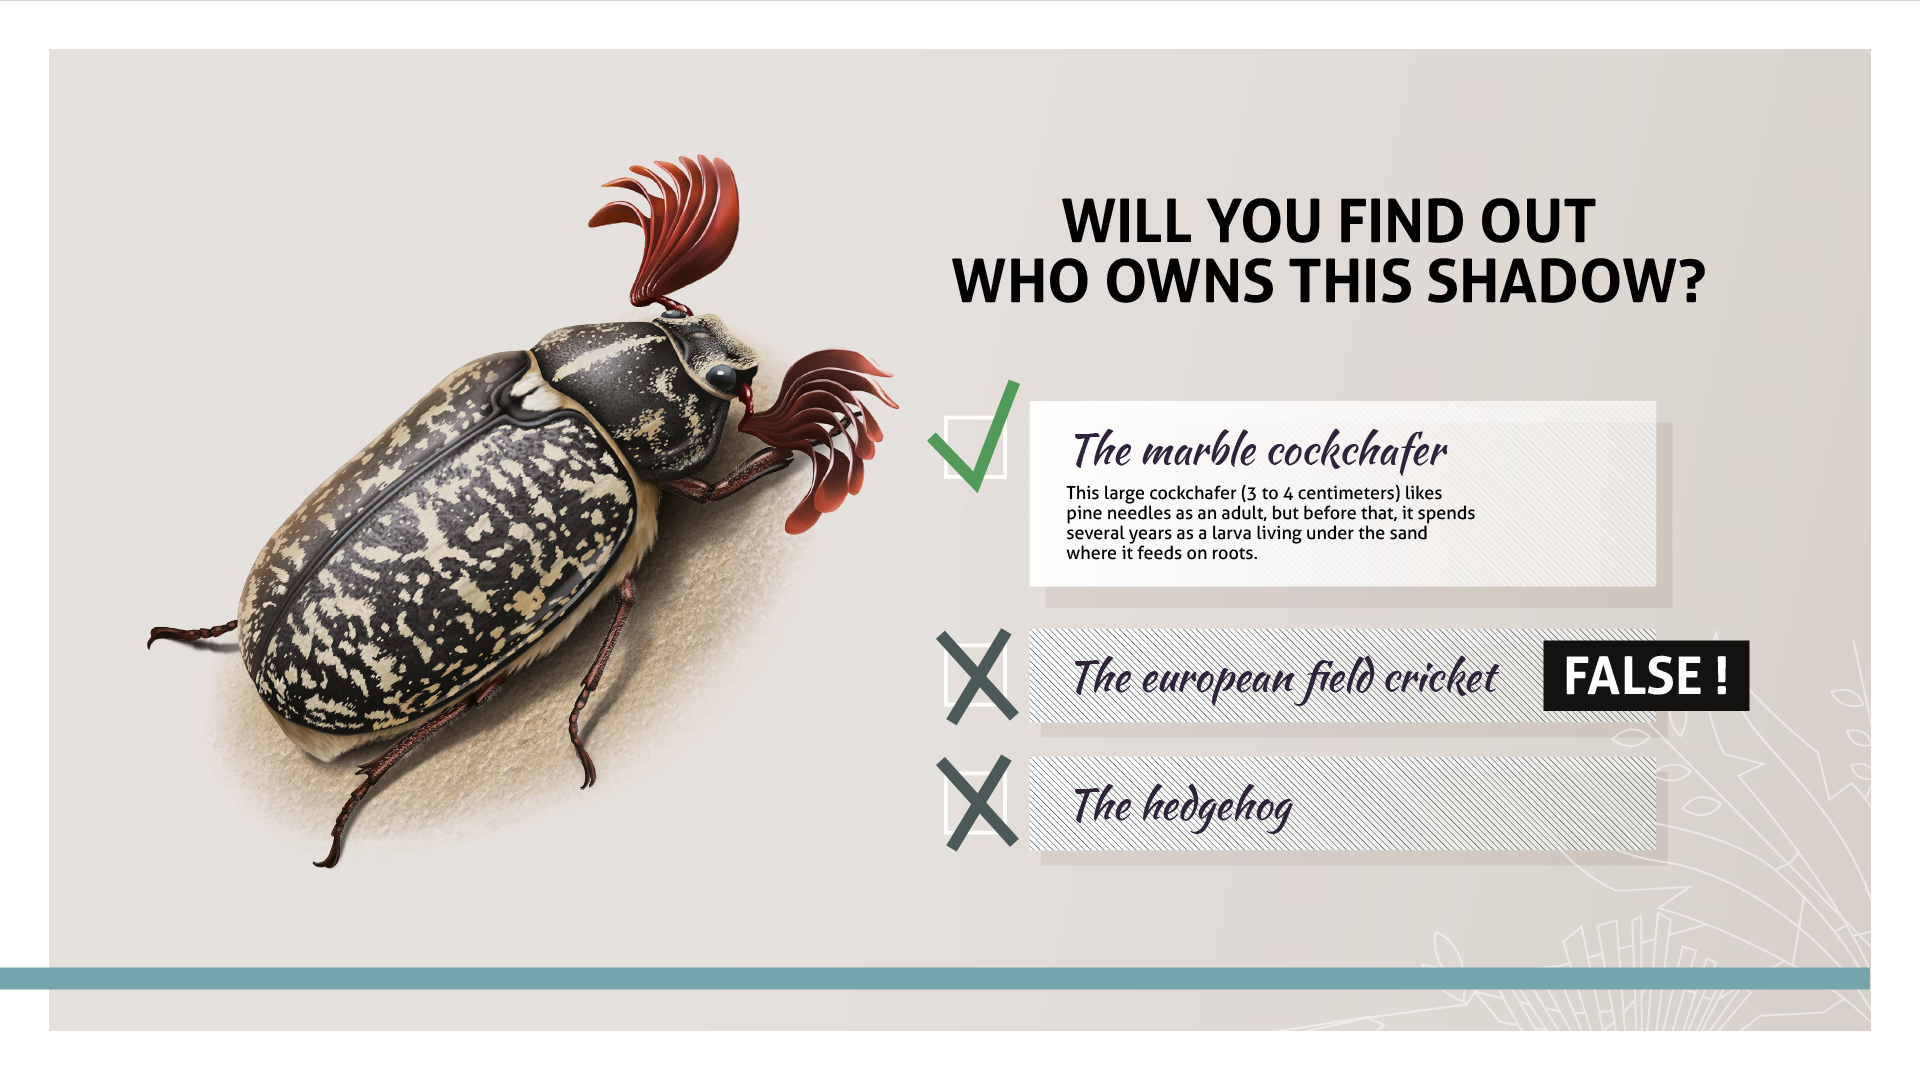 WILL YOU FIND OUT
WHO OWNS THIS SHADOW?
The marble cockchafer
This large cockchafer (3 to 4 centimeters) likes
pine needles as an adult, but before that, it spends
several years as a larva living under the sand
where it feeds on roots.
The european field cricket
FALSE !
The hedgehog